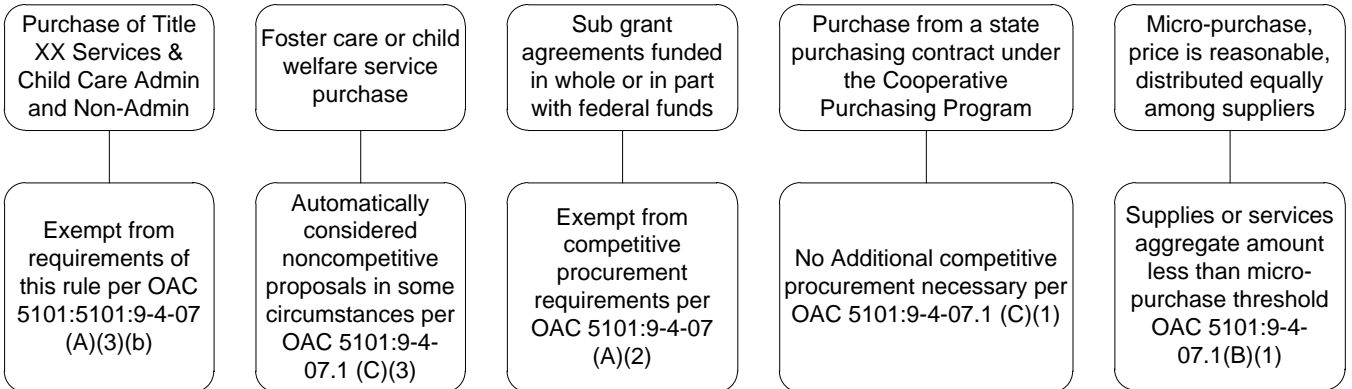 Purchase of Title
XX Services &
Child Care Admin
and Non-Admin
Foster care or child
welfare service
purchase
Sub grant
agreements funded
in whole or in part
with federal funds
Purchase from a state
purchasing contract under
the Cooperative
Purchasing Program
Micro-purchase,
price is reasonable,
distributed equally
among suppliers
Exempt from
requirements of
this rule per OAC
5101:5101:9-4-07
(A)(3)(b)
Automatically
considered
noncompetitive
proposals in some
circumstances per
OAC 5101:9-4-
07.1 (C)(3)
Exempt from
competitive
procurement
requirements per
OAC 5101:9-4-07
(A)(2)
No Additional competitive
procurement necessary per
OAC 5101:9-4-07.1 (C)(1)
Supplies or services
aggregate amount
less than micro-
purchase threshold
OAC 5101:9-4-
07.1(B)(1)